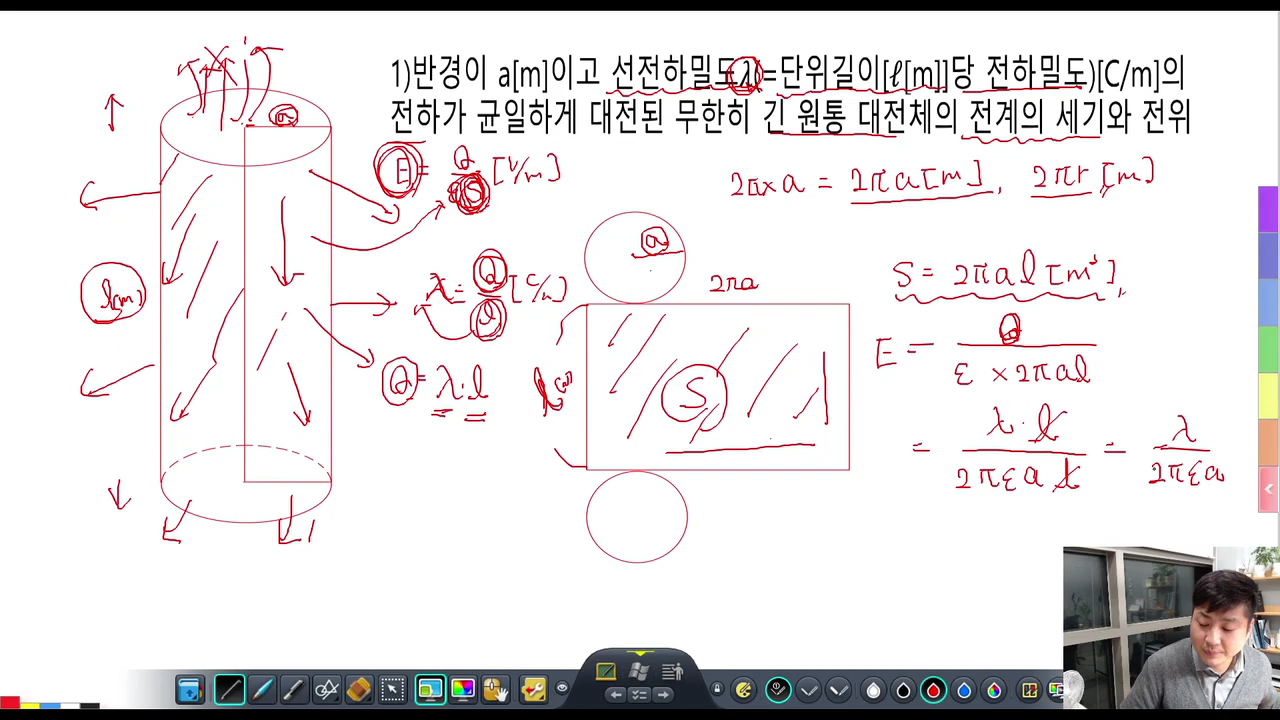 1)반경이 a[m]이고 선전하밀도λ(=단위길이[ℓ[m]]당 전하밀도)[C/m]의
전하가 균일하게 대전된 무한히 긴 원통 대전체의 전계의 세기와 전위
a
E = Q/εS [V/m]
2π×a = 2πa[m], 2πr[m]
ℓ[m]
λ = Q/ℓ [C/m]
Q = λ·ℓ
a
2πa
S
S = 2πaℓ[m²],
E = Q / ε×2πaℓ
= λ·ℓ / 2πεaℓ = λ / 2πεa